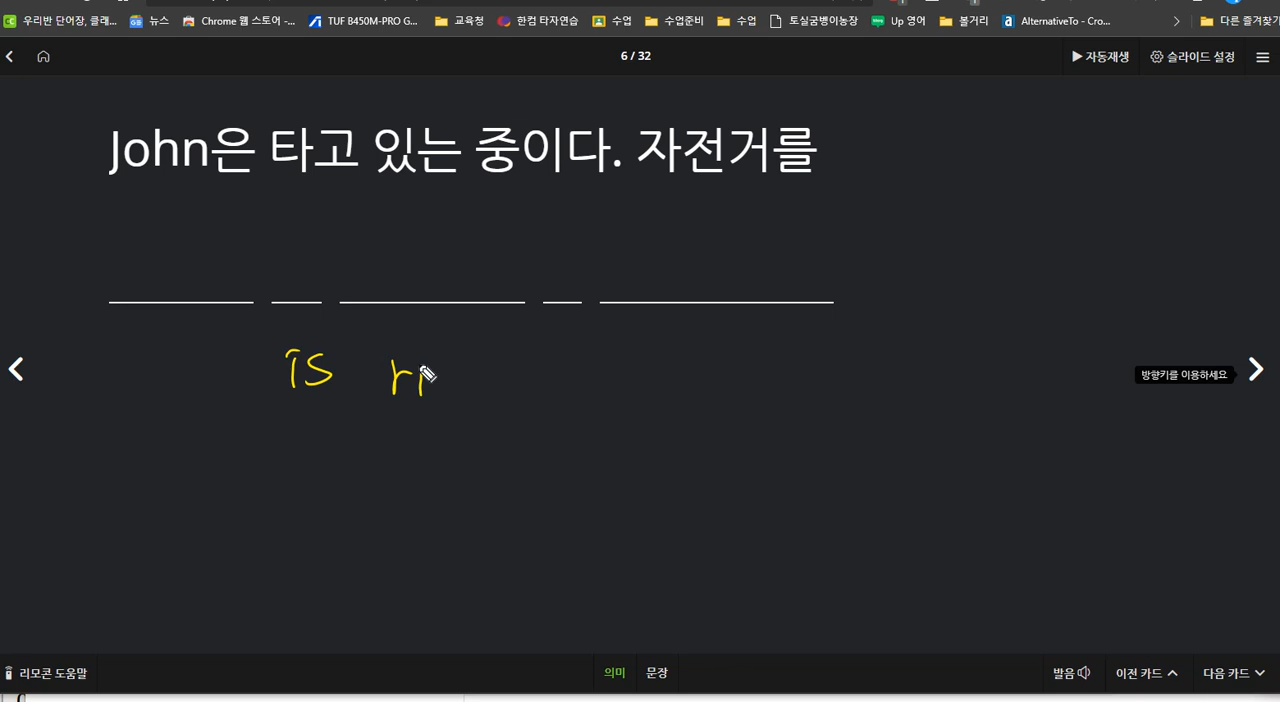 우리반 단어장, 클래... 뉴스 Chrome 웹 스토어 -... TUF B450M-PRO G... 교육청 한컴 타자연습 수업 수업준비 수업 토실굼벵이농장 Up 영어 볼거리 AlternativeTo - Cro... 다른 즐겨찾기
6 / 32 자동재생 슬라이드 설정
John은 타고 있는 중이다. 자전거를
is ri
방향키를 이용하세요
리모콘 도움말 의미 문장 발음 이전 카드 다음 카드